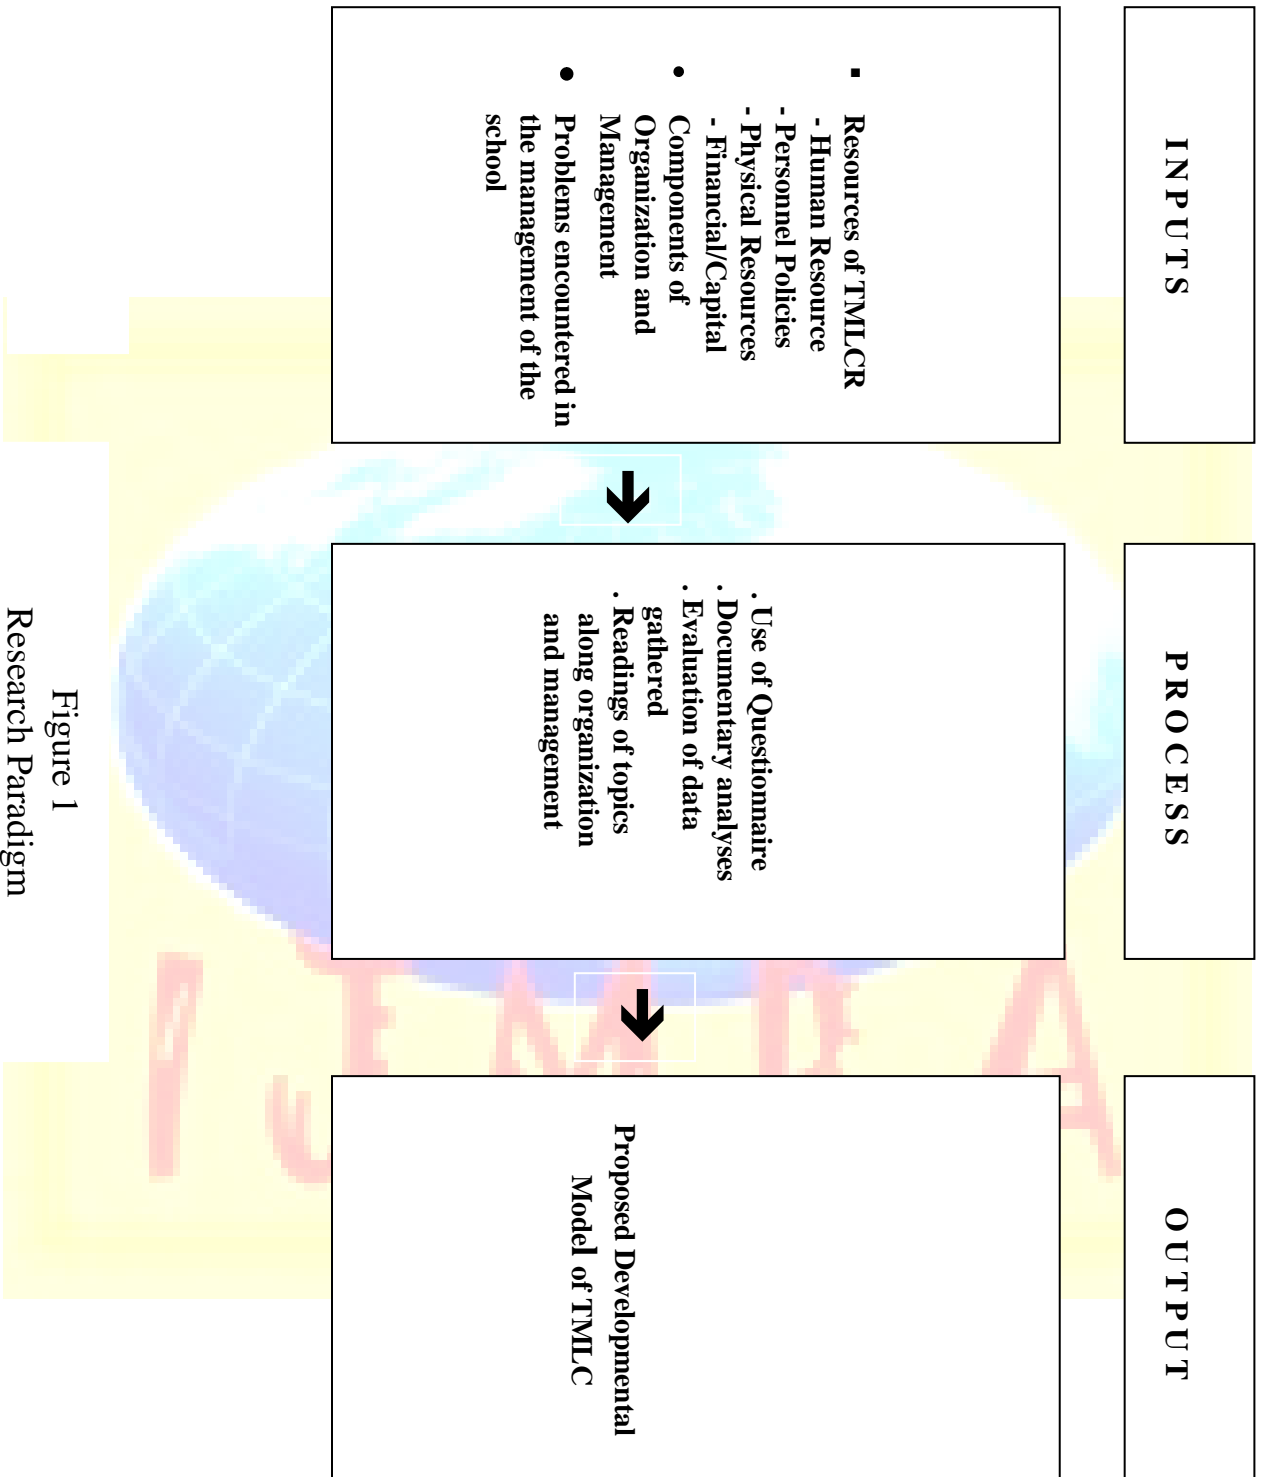 INPUTS
PROCESS
OUTPUT
▪ Resources of TMLCR
- Human Resource
- Personnel Policies
- Physical Resources
- Financial/Capital
• Components of
Organization and
Management
• Problems encountered in
the management of the
school
. Use of Questionnaire
. Documentary analyses
. Evaluation of data
gathered
. Readings of topics
along organization
and management
Proposed Developmental
Model of TMLC
Figure 1
Research Paradigm
IJEMRA